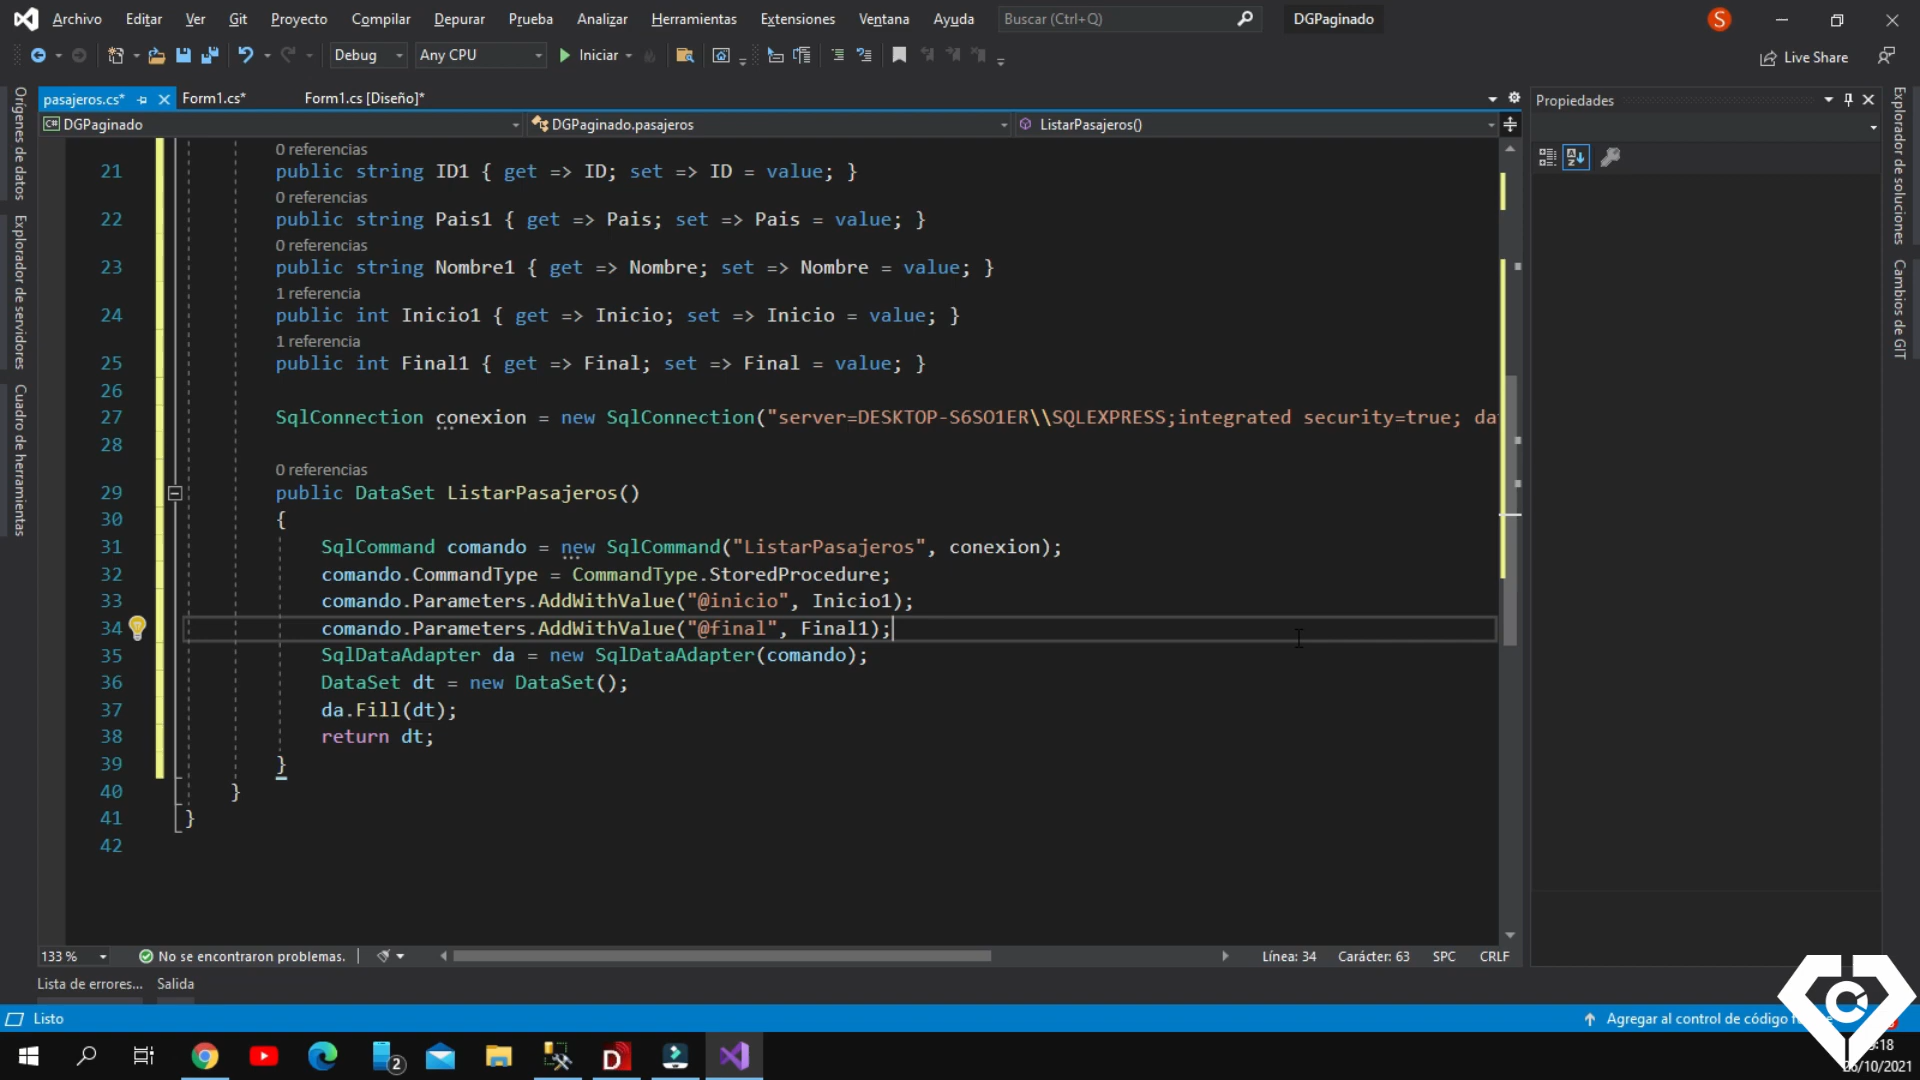 Archivo Editar Ver Git Proyecto Compilar Depurar Prueba Analizar Herramientas Extensiones Ventana Ayuda Buscar (Ctrl+Q) DGPaginado S
Debug Any CPU Iniciar Live Share
pasajeros.cs* Form1.cs* Form1.cs [Diseño]* Propiedades
DGPaginado DGPaginado.pasajeros ListarPasajeros()
Orígenes de datos
Explorador de servidores
Cuadro de herramientas
Explorador de soluciones
Cambios de GIT
0 referencias
21 public string ID1 { get => ID; set => ID = value; }
0 referencias
22 public string Pais1 { get => Pais; set => Pais = value; }
0 referencias
23 public string Nombre1 { get => Nombre; set => Nombre = value; }
1 referencia
24 public int Inicio1 { get => Inicio; set => Inicio = value; }
1 referencia
25 public int Final1 { get => Final; set => Final = value; }
26
27 SqlConnection conexion = new SqlConnection("server=DESKTOP-S6SO1ER\\SQLEXPRESS;integrated security=true; da
28
0 referencias
29 public DataSet ListarPasajeros()
30 {
31 SqlCommand comando = new SqlCommand("ListarPasajeros", conexion);
32 comando.CommandType = CommandType.StoredProcedure;
33 comando.Parameters.AddWithValue("@inicio", Inicio1);
34 comando.Parameters.AddWithValue("@final", Final1);
35 SqlDataAdapter da = new SqlDataAdapter(comando);
36 DataSet dt = new DataSet();
37 da.Fill(dt);
38 return dt;
39 }
40 }
41 }
42
133 % No se encontraron problemas. Línea: 34 Carácter: 63 SPC CRLF
Lista de errores... Salida
Listo Agregar al control de código
2
:18
/10/2021